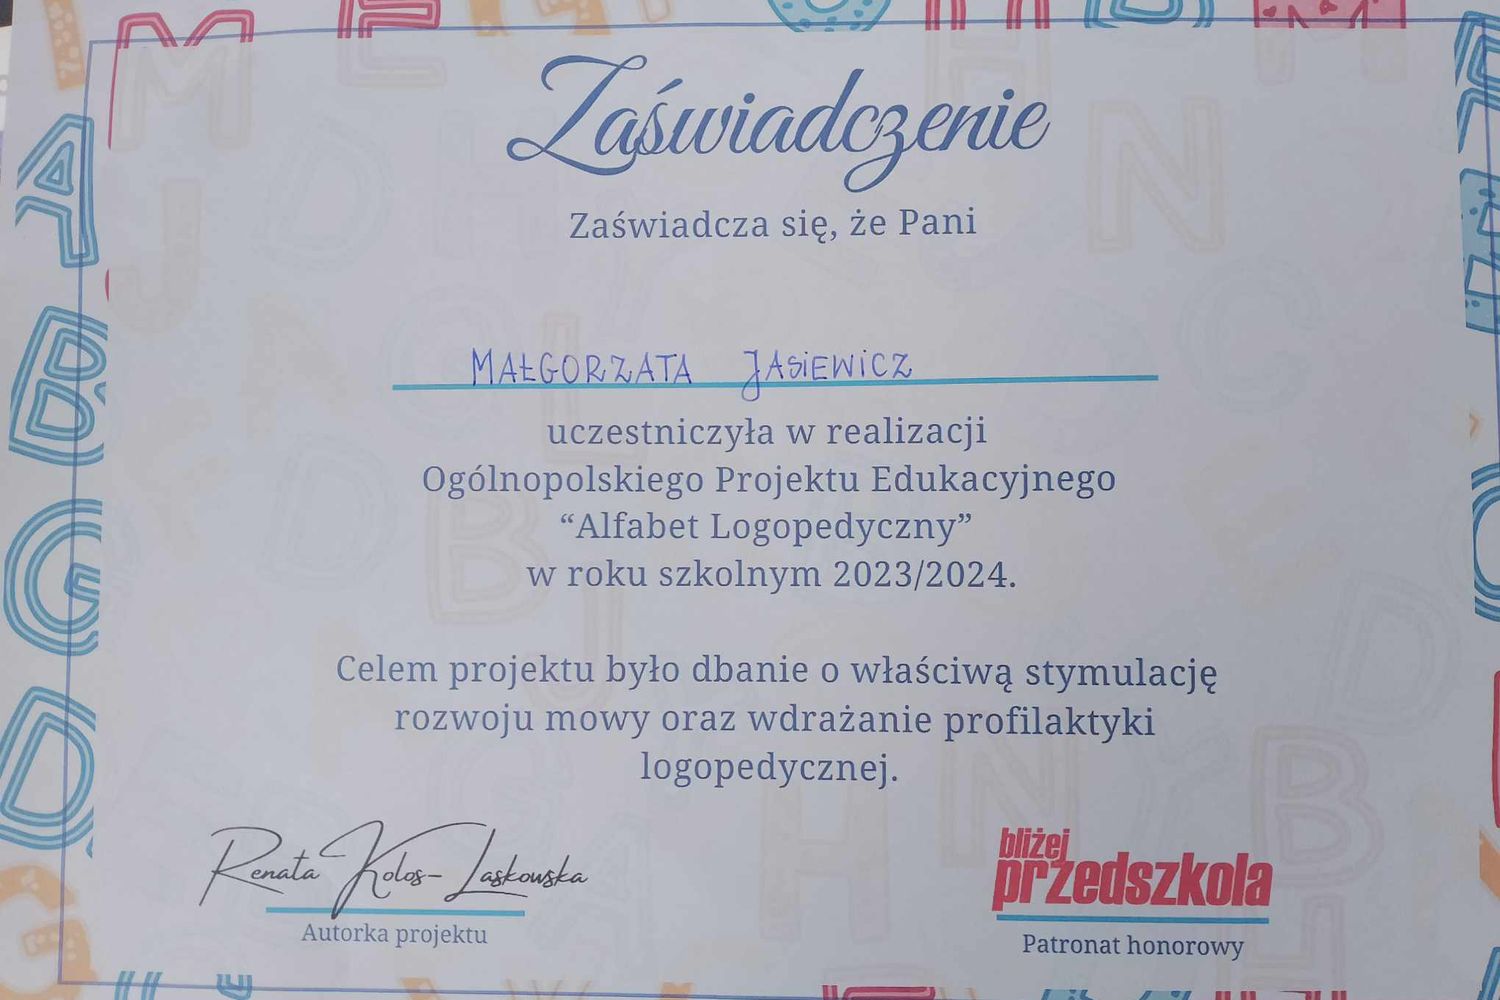 Zaświadczenie
Zaświadcza się, że Pani
MAŁGORZATA JASIEWICZ
uczestniczyła w realizacji
Ogólnopolskiego Projektu Edukacyjnego
“Alfabet Logopedyczny”
w roku szkolnym 2023/2024.
Celem projektu było dbanie o właściwą stymulację
rozwoju mowy oraz wdrażanie profilaktyki
logopedycznej.
Renata Kolos-Laskowska
Autorka projektu
bliżej
przedszkola
Patronat honorowy